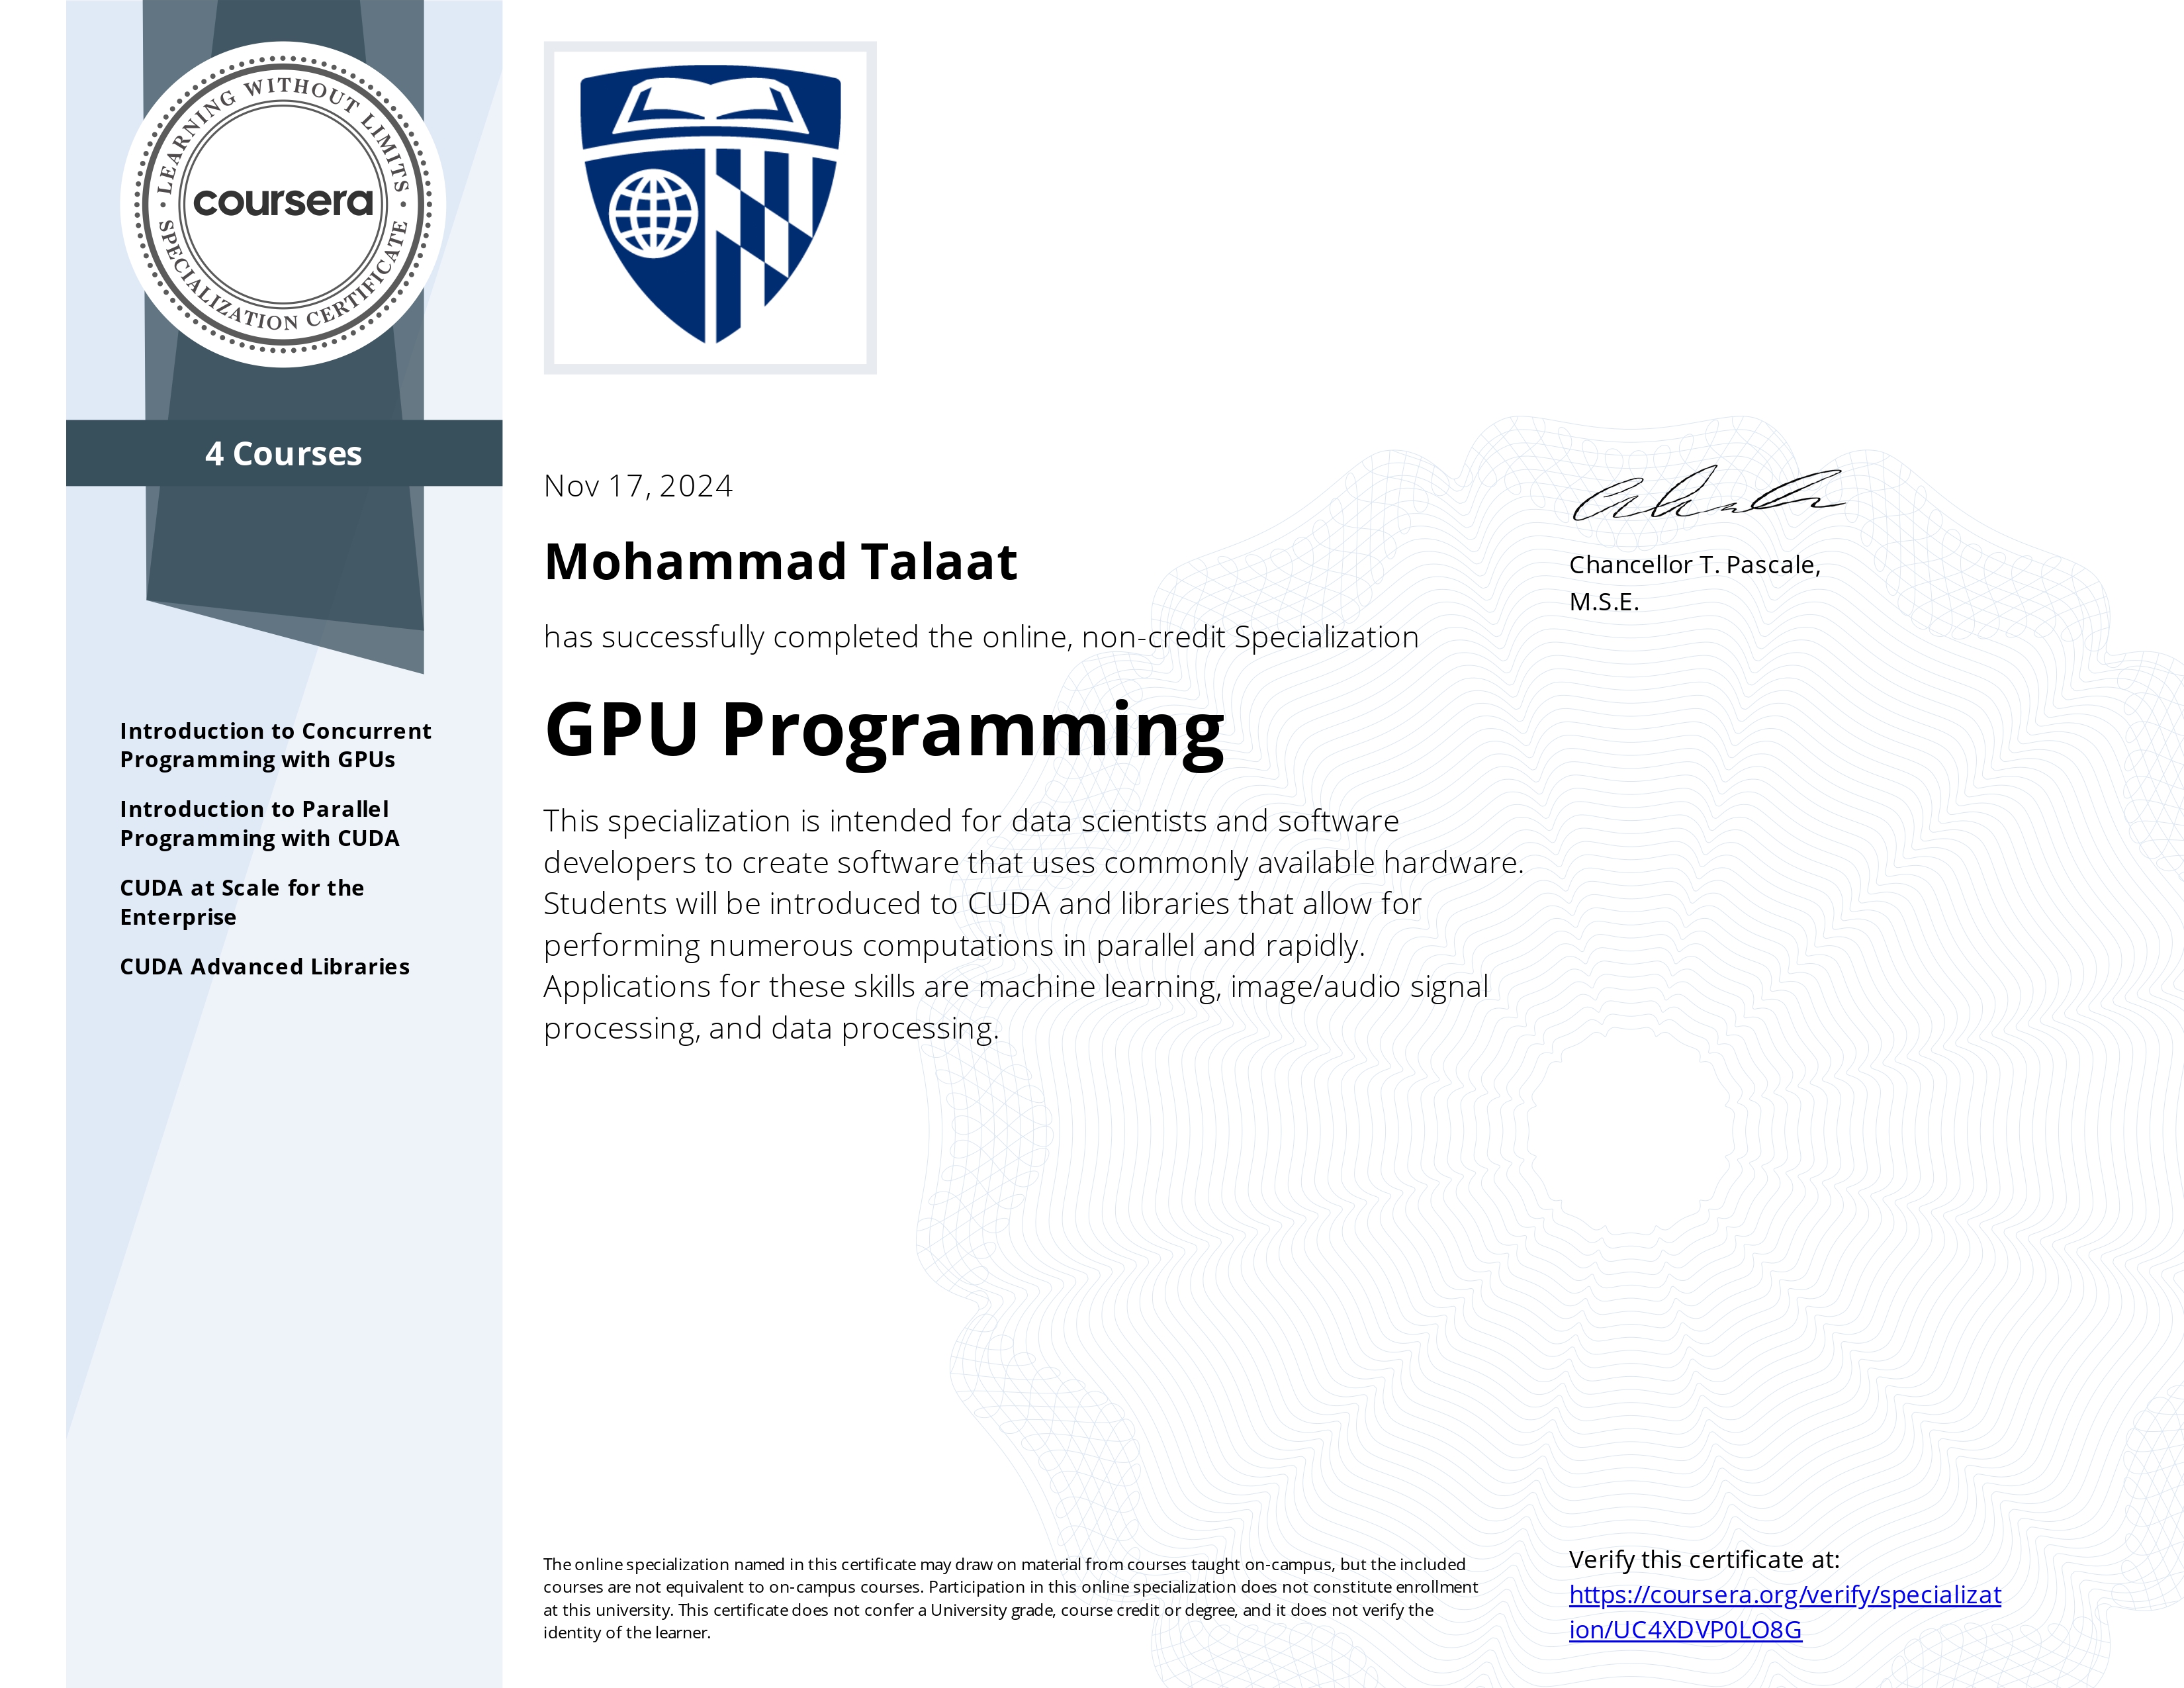 LEARNING WITHOUT LIMITS
coursera
SPECIALIZATION CERTIFICATE
4 Courses
Introduction to Concurrent
Programming with GPUs
Introduction to Parallel
Programming with CUDA
CUDA at Scale for the
Enterprise
CUDA Advanced Libraries
Nov 17, 2024
Mohammad Talaat
has successfully completed the online, non-credit Specialization
GPU Programming
This specialization is intended for data scientists and software
developers to create software that uses commonly available hardware.
Students will be introduced to CUDA and libraries that allow for
performing numerous computations in parallel and rapidly.
Applications for these skills are machine learning, image/audio signal
processing, and data processing.
Chancellor T. Pascale,
M.S.E.
The online specialization named in this certificate may draw on material from courses taught on-campus, but the included
courses are not equivalent to on-campus courses. Participation in this online specialization does not constitute enrollment
at this university. This certificate does not confer a University grade, course credit or degree, and it does not verify the
identity of the learner.
Verify this certificate at:
https://coursera.org/verify/specializat
ion/UC4XDVP0LO8G